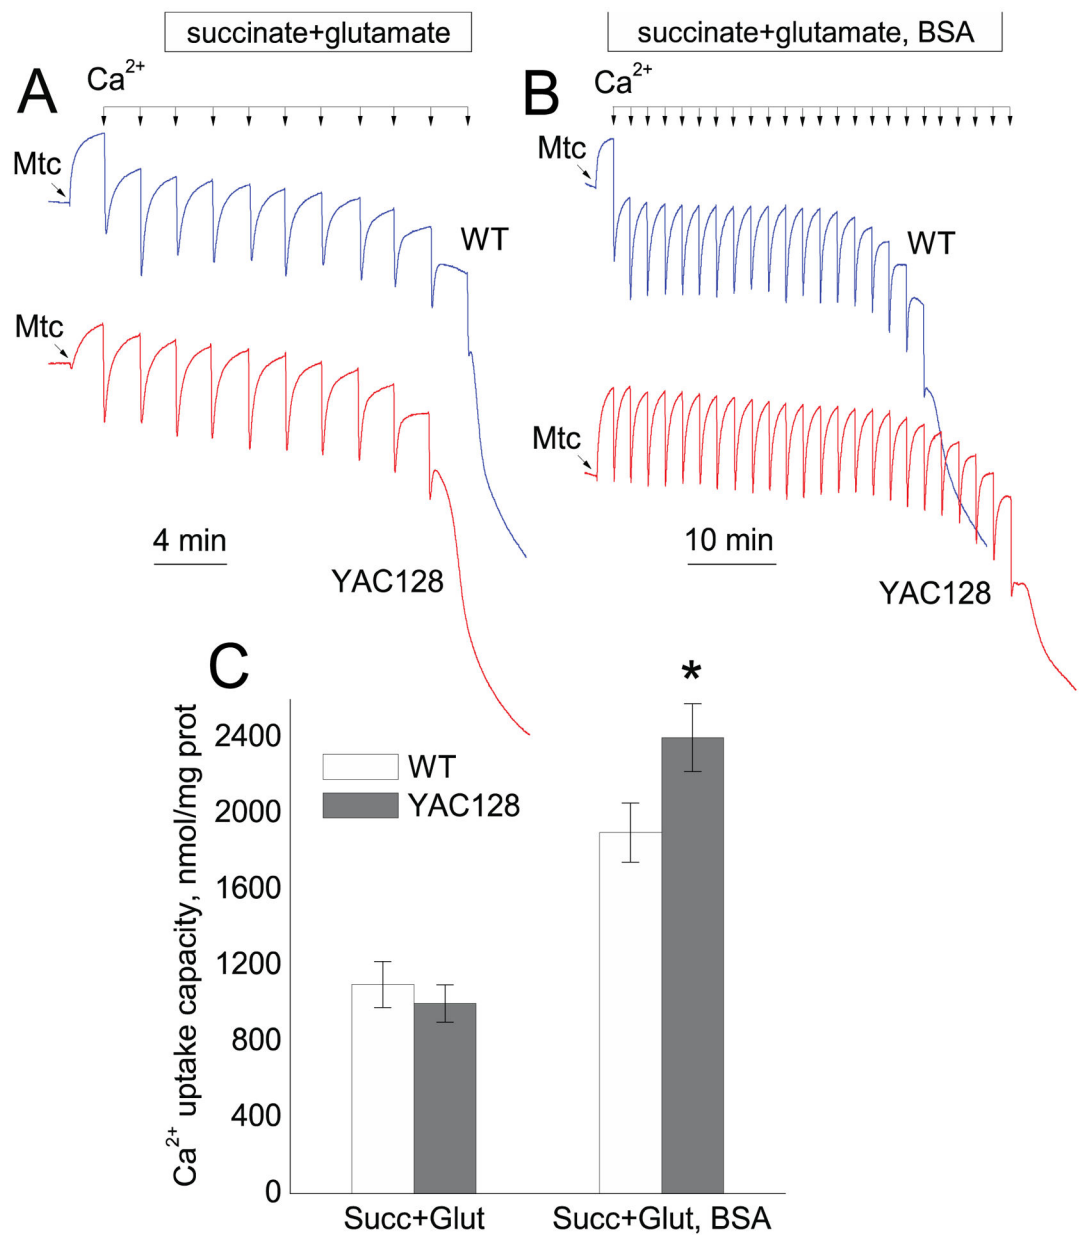 succinate+glutamate
succinate+glutamate, BSA
A
Ca²⁺
B
Ca²⁺
Mtc
WT
Mtc
4 min
YAC128
Mtc
WT
Mtc
10 min
YAC128
C
*
Ca²⁺ uptake capacity, nmol/mg prot
2400
2000
1600
1200
800
400
0
WT
YAC128
Succ+Glut
Succ+Glut, BSA